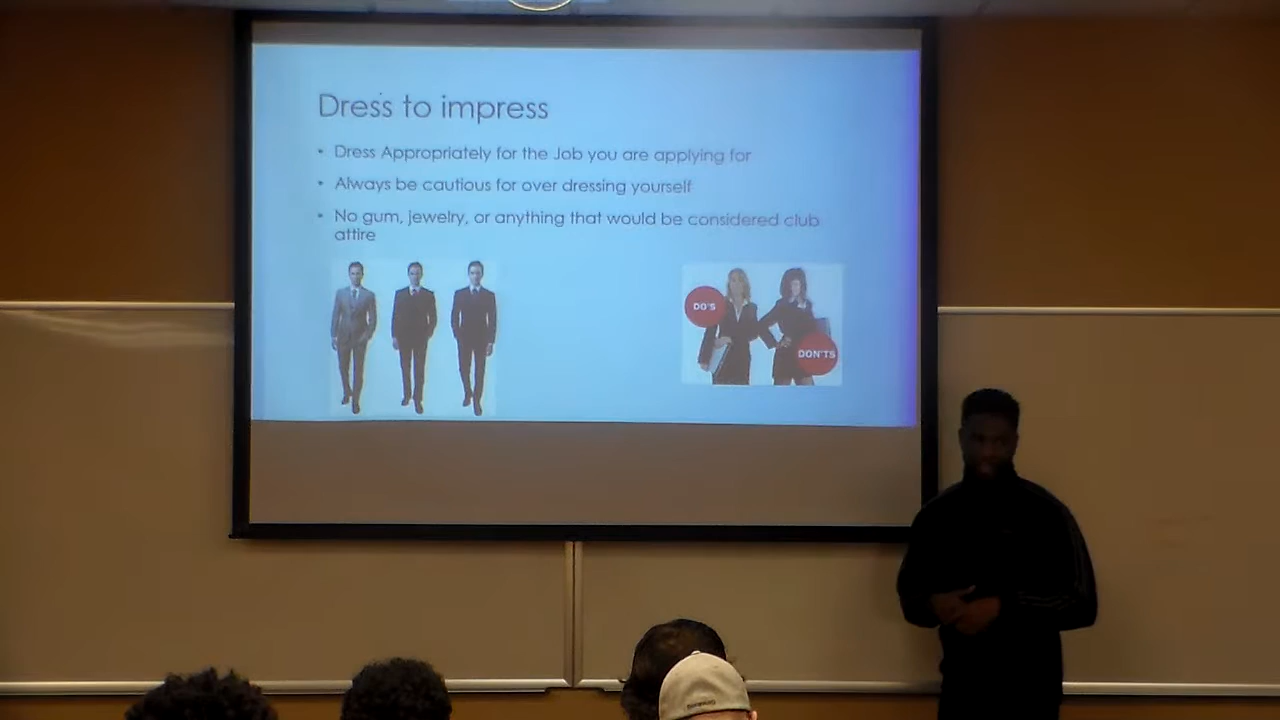 Dress to impress
• Dress Appropriately for the Job you are applying for
• Always be cautious for over dressing yourself
• No gum, jewelry, or anything that would be considered club
attire
DO'S
DON'TS